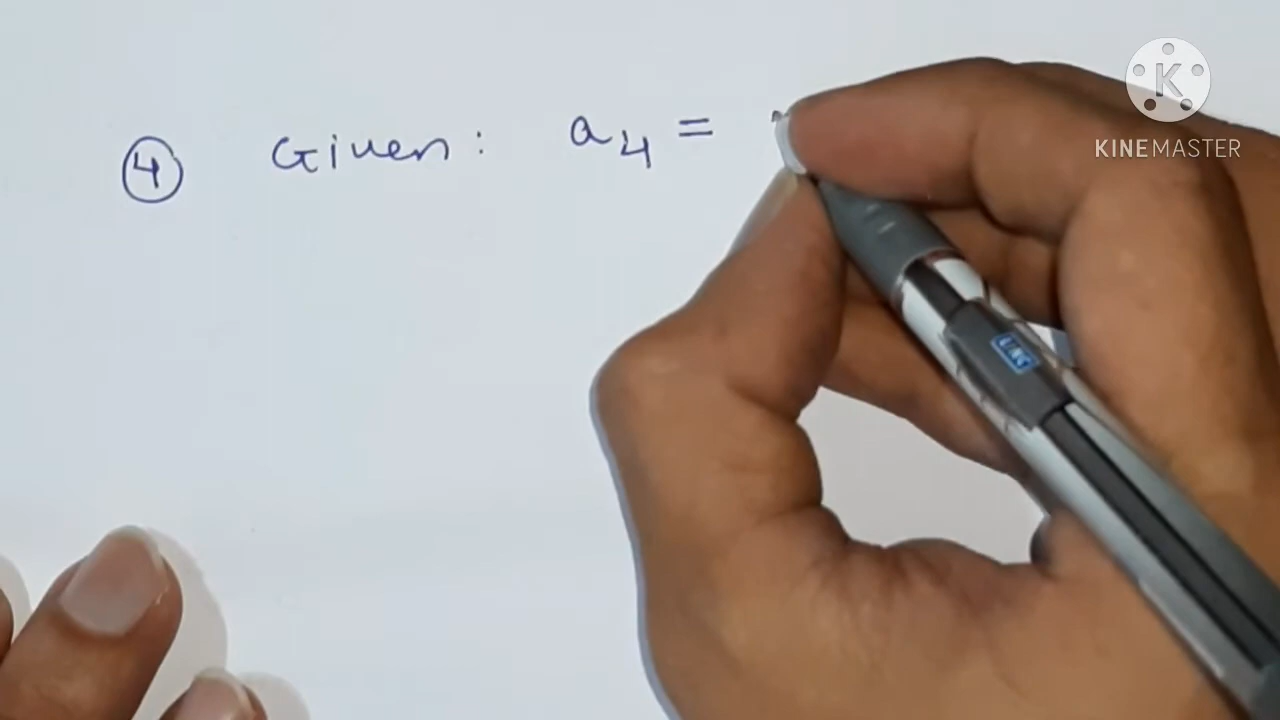 ④ Given: a₄ =
K
KINEMASTER